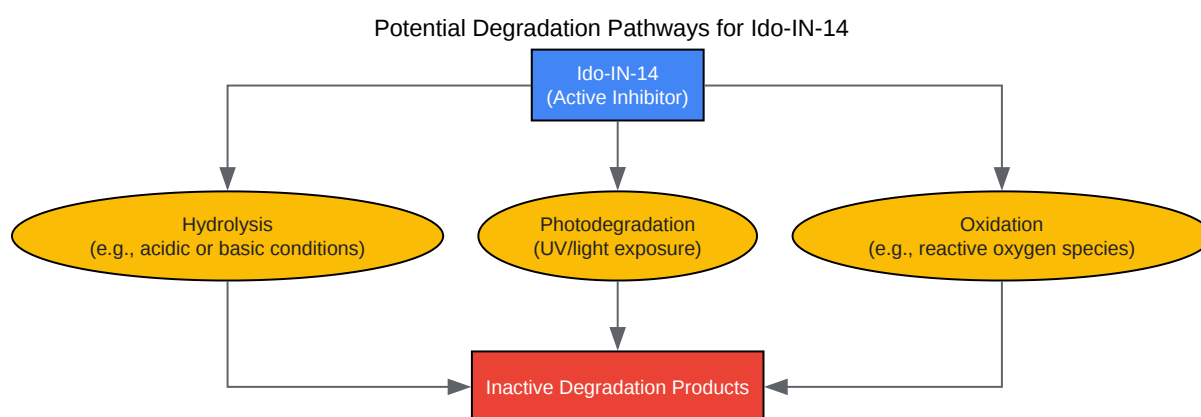 Potential Degradation Pathways for Ido-IN-14
Ido-IN-14
(Active Inhibitor)
Hydrolysis
(e.g., acidic or basic conditions)
Photodegradation
(UV/light exposure)
Oxidation
(e.g., reactive oxygen species)
Inactive Degradation Products